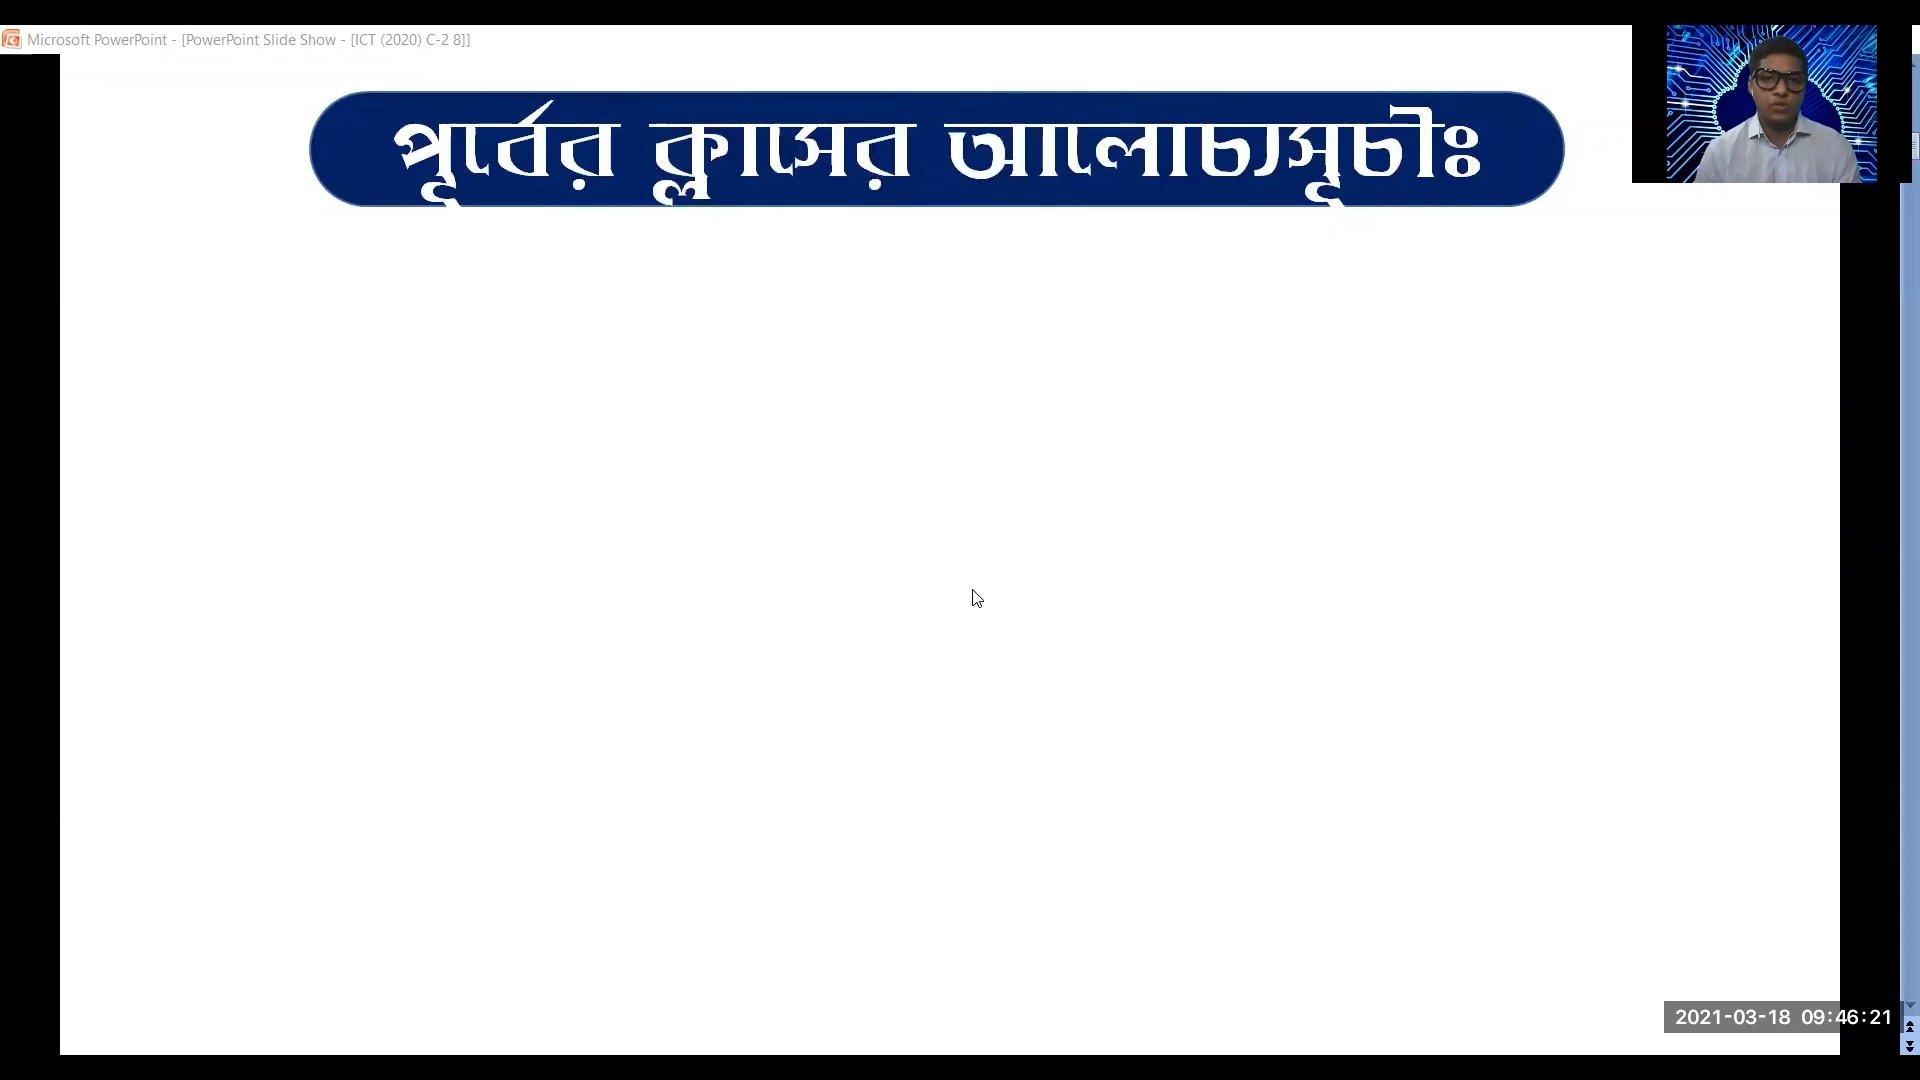 Microsoft PowerPoint - [PowerPoint Slide Show - [ICT (2020) C-2 8]]
পূর্বের ক্লাসের আলোচ্যসূচীঃ
2021-03-18 09:46:21